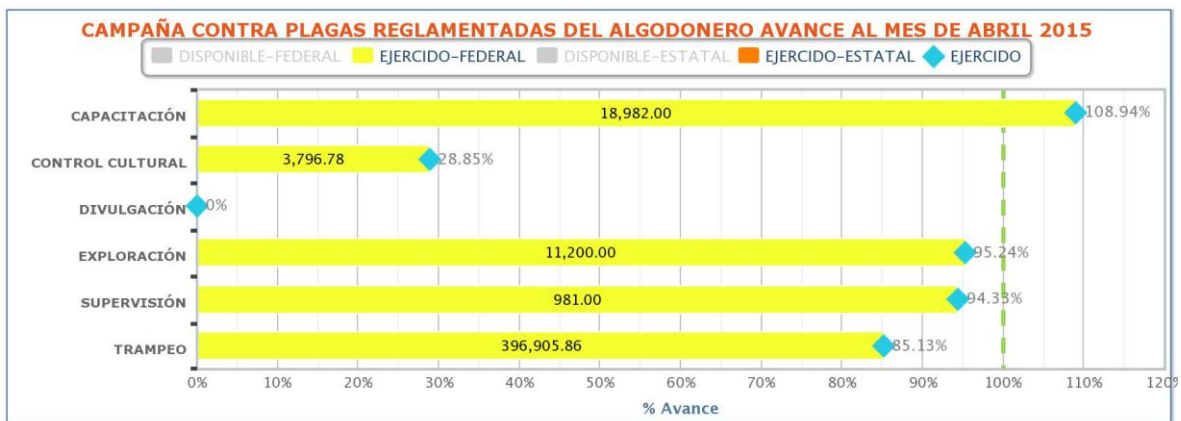 CAMPAÑA CONTRA PLAGAS REGLAMENTADAS DEL ALGODONERO AVANCE AL MES DE ABRIL 2015
DISPONIBLE-FEDERAL EJERCIDO-FEDERAL DISPONIBLE-ESTATAL EJERCIDO-ESTATAL EJERCIDO
CAPACITACIÓN 18,982.00 108.94%
CONTROL CULTURAL 3,796.78 28.85%
DIVULGACIÓN 0%
EXPLORACIÓN 11,200.00 95.24%
SUPERVISIÓN 981.00 94.33%
TRAMPEO 396,905.86 85.13%
0% 10% 20% 30% 40% 50% 60% 70% 80% 90% 100% 110% 120%
% Avance